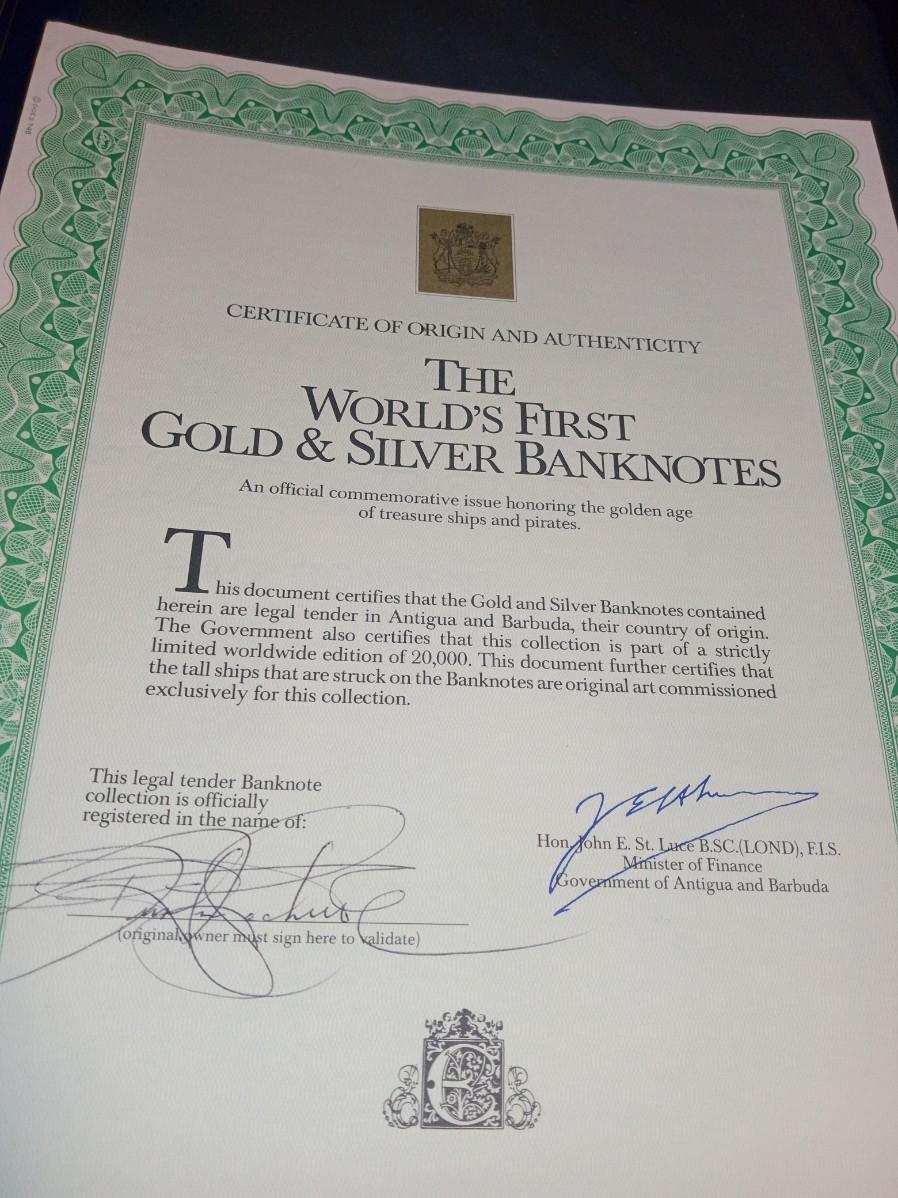 CERTIFICATE OF ORIGIN AND AUTHENTICITY
THE
WORLD'S FIRST
GOLD & SILVER BANKNOTES
An official commemorative issue honoring the golden age
of treasure ships and pirates.
This document certifies that the Gold and Silver Banknotes contained
herein are legal tender in Antigua and Barbuda, their country of origin.
The Government also certifies that this collection is part of a strictly
limited worldwide edition of 20,000. This document further certifies that
the tall ships that are struck on the Banknotes are original art commissioned
exclusively for this collection.
This legal tender Banknote
collection is officially
registered in the name of:
(original owner must sign here to validate)
Hon. John E. St. Luce B.SC.(LOND), F.I.S.
Minister of Finance
Government of Antigua and Barbuda